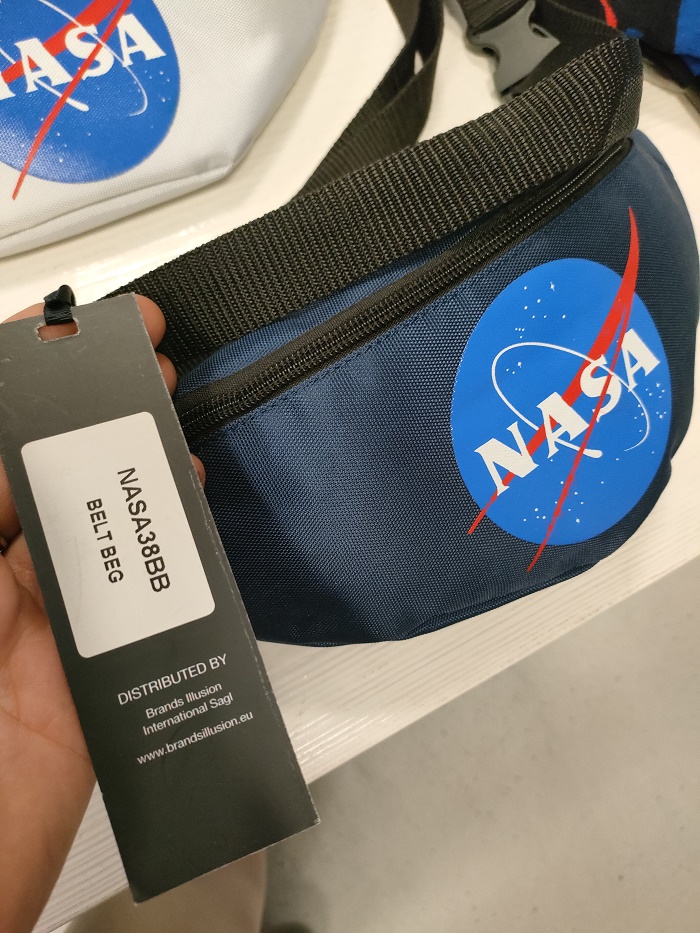 NASA
NASA
NASA38BB
BELT BEG
DISTRIBUTED BY
Brands Illusion
International Sagl
www.brandsillusion.eu